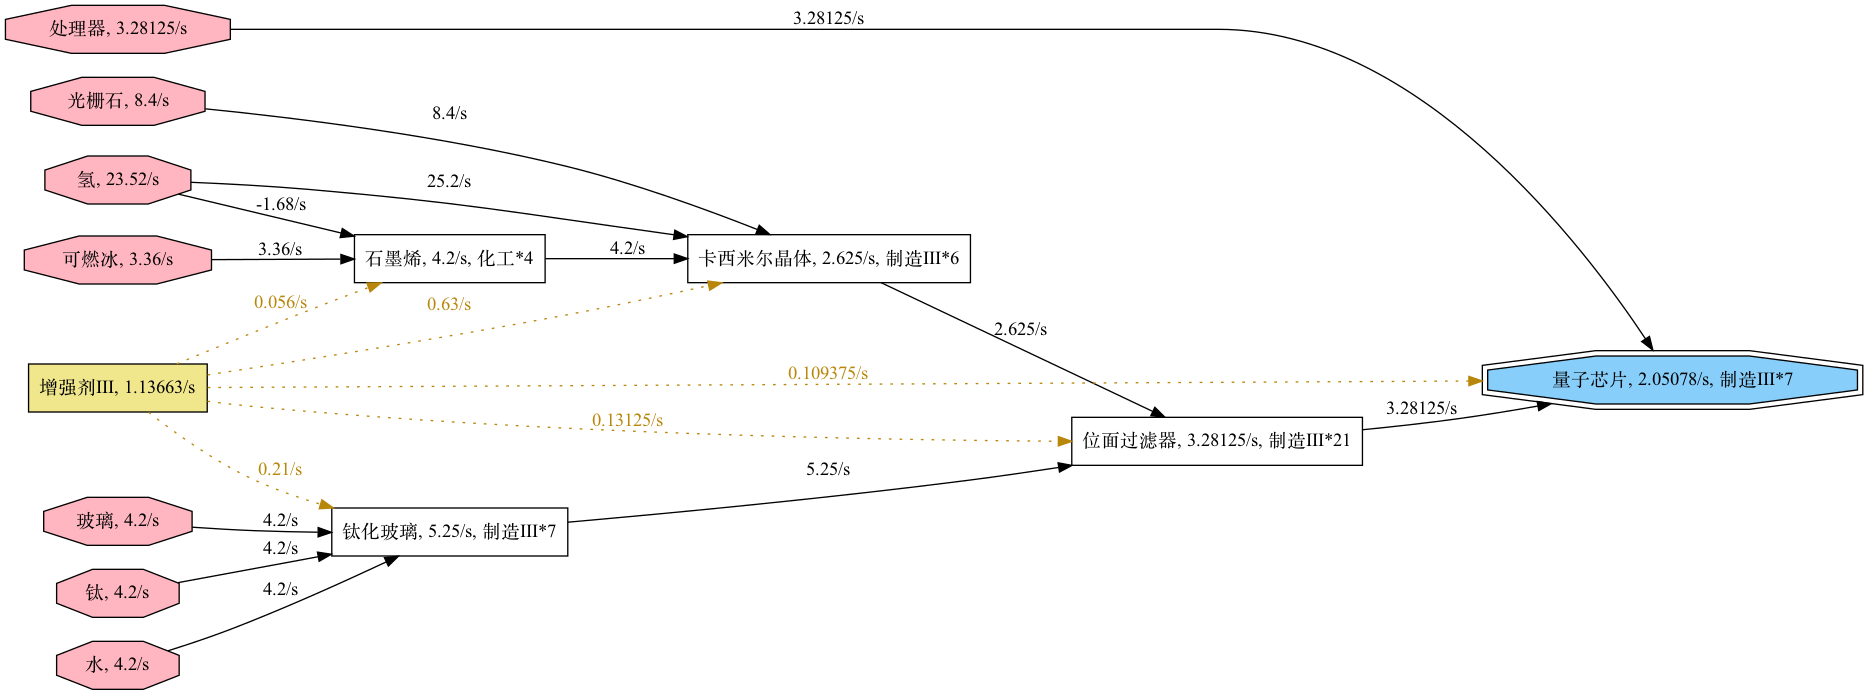 处理器, 3.28125/s
3.28125/s
光栅石, 8.4/s
8.4/s
氢, 23.52/s
25.2/s
-1.68/s
可燃冰, 3.36/s
3.36/s
石墨烯, 4.2/s, 化工*4
4.2/s
卡西米尔晶体, 2.625/s, 制造III*6
0.056/s
0.63/s
2.625/s
增强剂III, 1.13663/s
0.109375/s
量子芯片, 2.05078/s, 制造III*7
0.13125/s
3.28125/s
位面过滤器, 3.28125/s, 制造III*21
0.21/s
5.25/s
玻璃, 4.2/s
4.2/s
钛化玻璃, 5.25/s, 制造III*7
4.2/s
钛, 4.2/s
4.2/s
水, 4.2/s